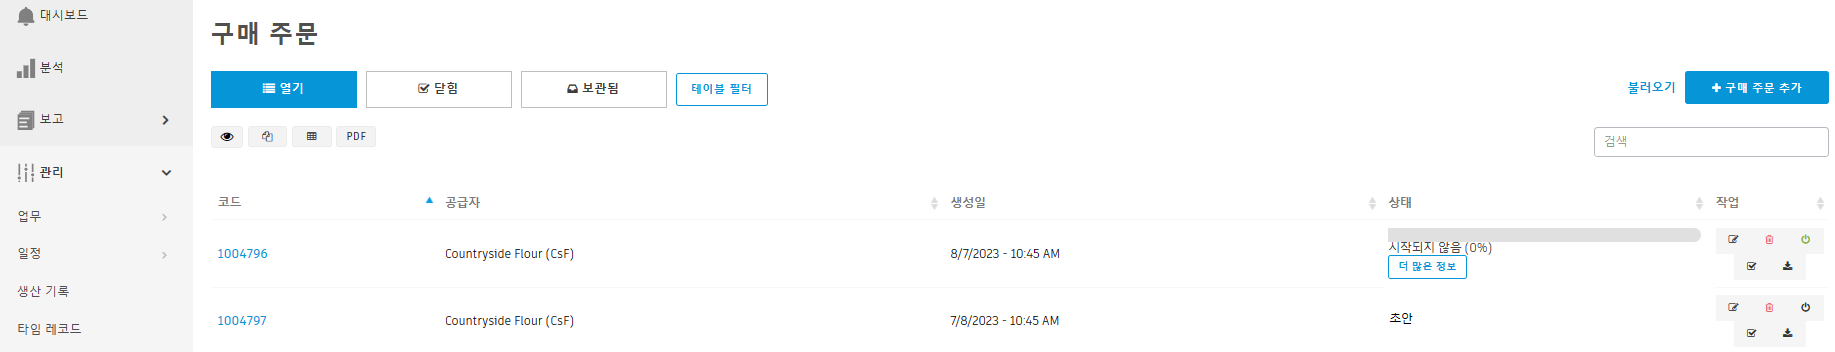 대시보드
분석
보고
관리
업무
일정
생산 기록
타임 레코드
구매 주문
열기 닫힘 보관됨 테이블 필터 불러오기 구매 주문 추가
PDF 검색
코드 공급자 생성일 상태 작업
1004796 Countryside Flour (CsF) 8/7/2023 - 10:45 AM 시작되지 않음 (0%)
더 많은 정보
1004797 Countryside Flour (CsF) 7/8/2023 - 10:45 AM 초안